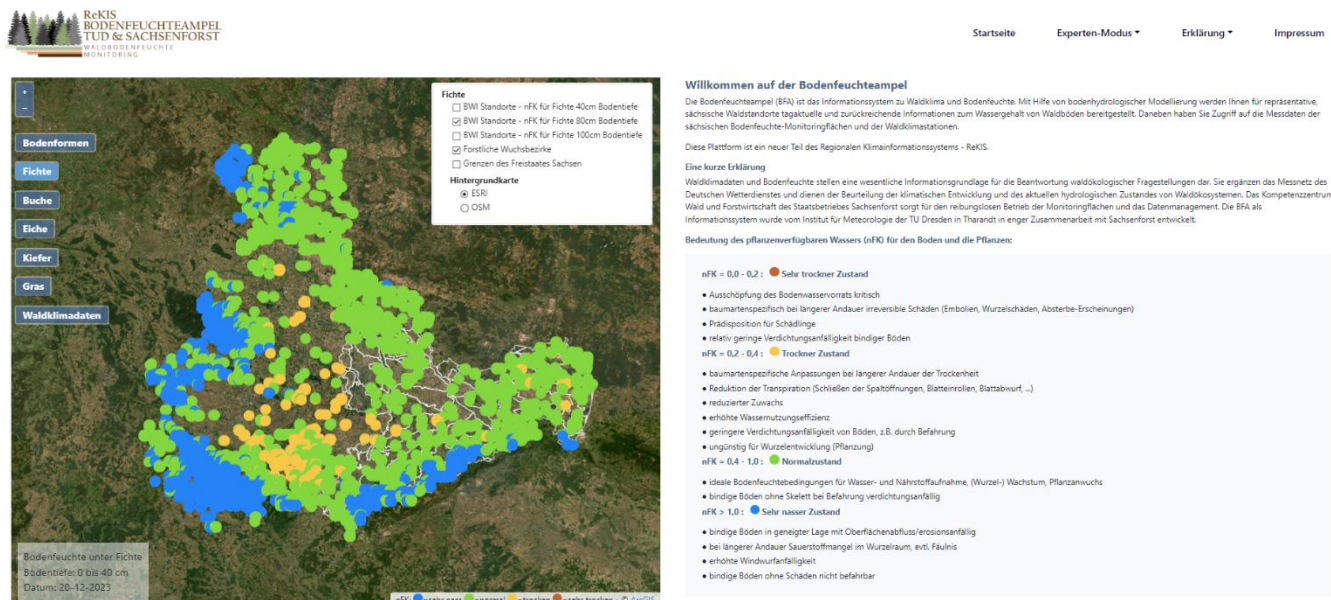 ReKIS
BODENFEUCHTEAMPEL
TUD & SACHSENFORST
WALDBODENFEUCHTE
MONITORING
Startseite
Experten-Modus
Erklärung
Impressum
+
−
Bodenformen
Fichte
Buche
Eiche
Kiefer
Gras
Waldklimadaten
Fichte
BWI Standorte - nFK für Fichte 40cm Bodentiefe
BWI Standorte - nFK für Fichte 80cm Bodentiefe
BWI Standorte - nFK für Fichte 100cm Bodentiefe
Forstliche Wuchsbezirke
Grenzen des Freistaates Sachsen
Hintergrundkarte
ESRI
OSM
Bodenfeuchte unter Fichte
Bodentiefe: 0 bis 40 cm
Datum: 20-12-2023
Willkommen auf der Bodenfeuchteampel
Die Bodenfeuchteampel (BFA) ist das Informationssystem zu Waldklima und Bodenfeuchte. Mit Hilfe von bodenhydrologischer Modellierung werden Ihnen für repräsentative,
sächsische Waldstandorte tagaktuelle und zurückreichende Informationen zum Wassergehalt von Waldböden bereitgestellt. Daneben haben Sie Zugriff auf die Messdaten der
sächsischen Bodenfeuchte-Monitoringflächen und der Waldklimastationen.
Diese Plattform ist ein neuer Teil des Regionalen Klimainformationssystems - ReKIS.
Eine kurze Erklärung
Waldklimadaten und Bodenfeuchte stellen eine wesentliche Informationsgrundlage für die Beantwortung waldökologischer Fragestellungen dar. Sie ergänzen das Messnetz des
Deutschen Wetterdienstes und dienen der Beurteilung der klimatischen Entwicklung und des aktuellen hydrologischen Zustandes von Waldökosystemen. Das Kompetenzzentrum
Wald und Forstwirtschaft des Staatsbetriebes Sachsenforst sorgt für den reibungslosen Betrieb der Monitoringflächen und das Datenmanagement. Die BFA als
Informationssystem wurde vom Institut für Meteorologie der TU Dresden in Tharandt in enger Zusammenarbeit mit Sachsenforst entwickelt.
Bedeutung des pflanzenverfügbaren Wassers (nFK) für den Boden und die Pflanzen:
nFK = 0,0 - 0,2 : Sehr trockner Zustand
• Ausschöpfung des Bodenwasservorrats kritisch
• baumartenspezifisch bei längerer Andauer irreversible Schäden (Embolien, Wurzelschäden, Absterbe-Erscheinungen)
• Prädisposition für Schädlinge
• relativ geringe Verdichtungsanfälligkeit bindiger Böden
nFK = 0,2 - 0,4 : Trockner Zustand
• baumartenspezifische Anpassungen bei längerer Andauer der Trockenheit
• Reduktion der Transpiration (Schließen der Spaltöffnungen, Blatteinrollen, Blattabwurf, ...)
• reduzierter Zuwachs
• erhöhte Wassernutzungseffizienz
• geringere Verdichtungsanfälligkeit von Böden, z.B. durch Befahrung
• ungünstig für Wurzelentwicklung (Pflanzung)
nFK = 0,4 - 1,0 : Normalzustand
• ideale Bodenfeuchtebedingungen für Wasser- und Nährstoffaufnahme, (Wurzel-) Wachstum, Pflanzanwuchs
• bindige Böden ohne Skelett bei Befahrung verdichtungsanfällig
nFK > 1,0 : Sehr nasser Zustand
• bindige Böden in geneigter Lage mit Oberflächenabfluss/erosionsanfällig
• bei längerer Andauer Sauerstoffmangel im Wurzelraum, evtl. Fäulnis
• erhöhte Windwurfanfälligkeit
• bindige Böden ohne Schäden nicht befahrbar